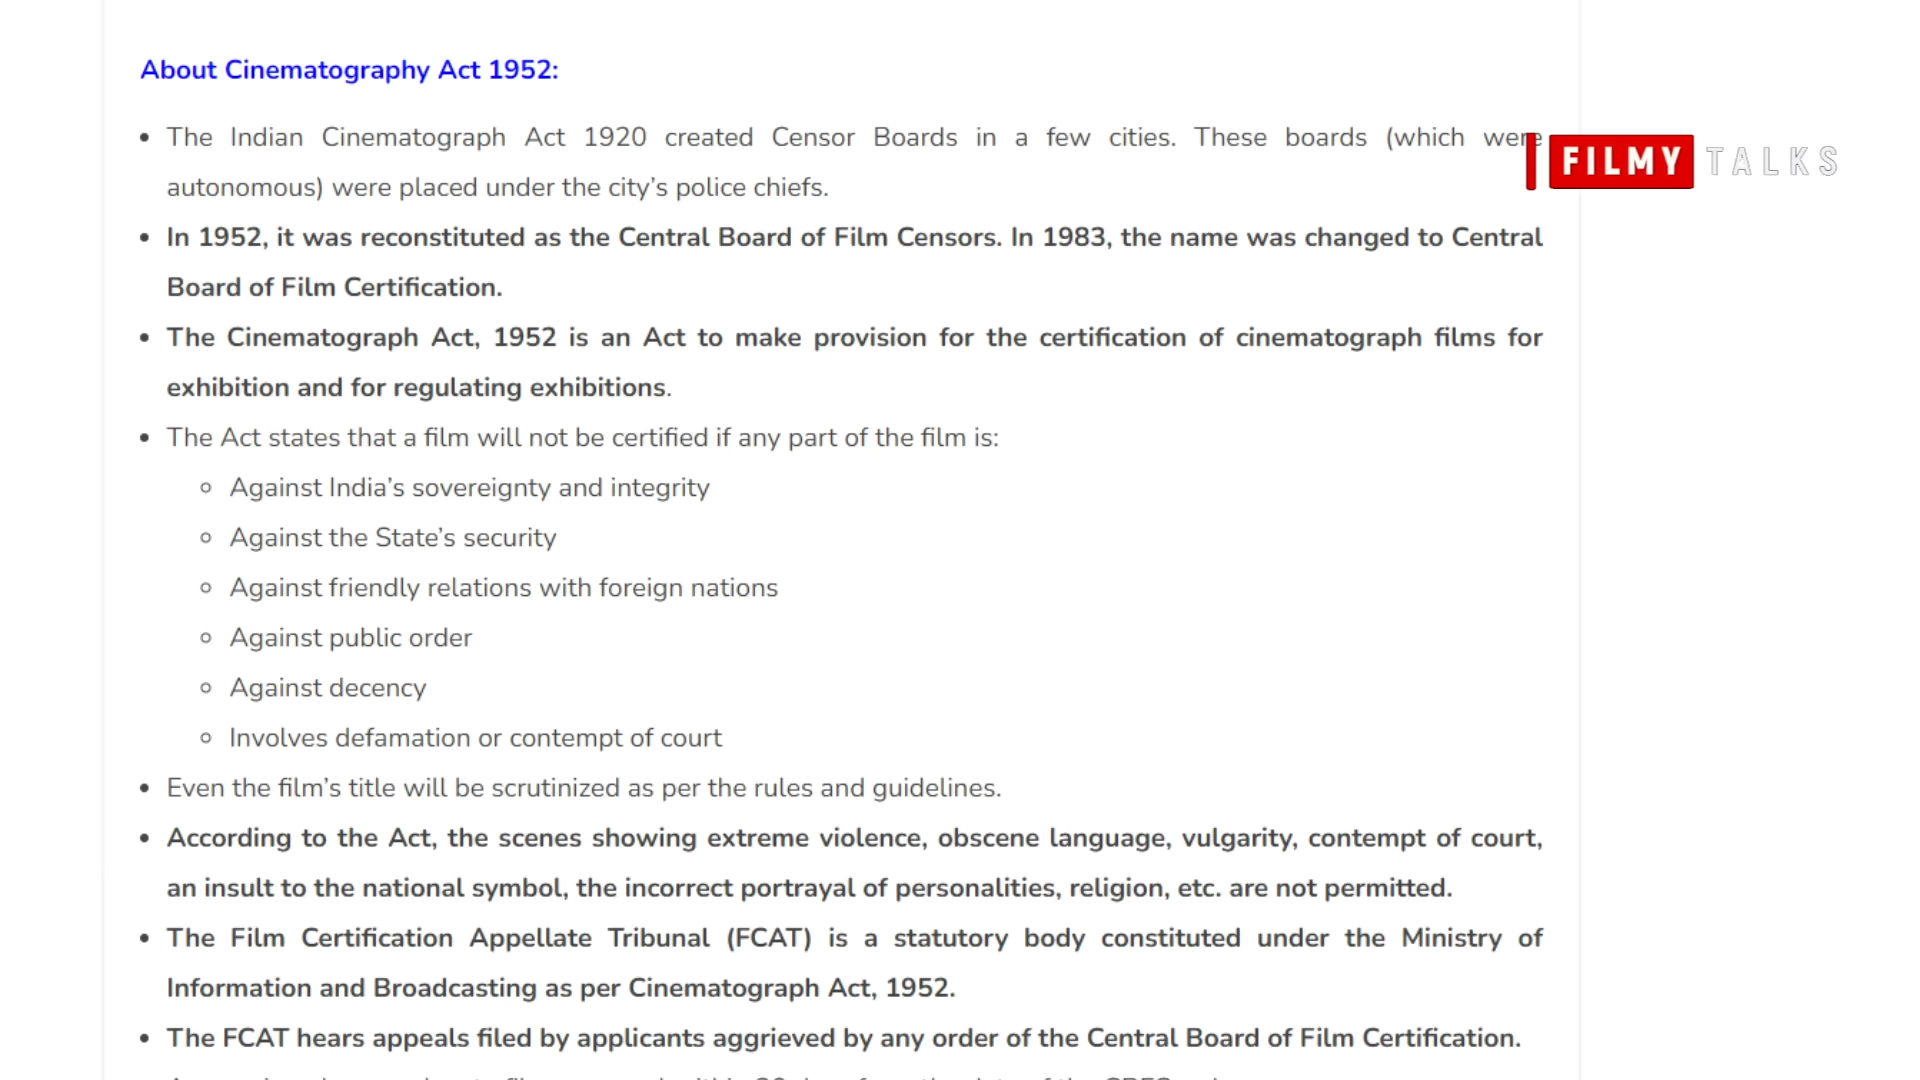 About Cinematography Act 1952:
• The Indian Cinematograph Act 1920 created Censor Boards in a few cities. These boards (which were
autonomous) were placed under the city’s police chiefs.
• In 1952, it was reconstituted as the Central Board of Film Censors. In 1983, the name was changed to Central
Board of Film Certification.
• The Cinematograph Act, 1952 is an Act to make provision for the certification of cinematograph films for
exhibition and for regulating exhibitions.
• The Act states that a film will not be certified if any part of the film is:
◦ Against India’s sovereignty and integrity
◦ Against the State’s security
◦ Against friendly relations with foreign nations
◦ Against public order
◦ Against decency
◦ Involves defamation or contempt of court
• Even the film’s title will be scrutinized as per the rules and guidelines.
• According to the Act, the scenes showing extreme violence, obscene language, vulgarity, contempt of court,
an insult to the national symbol, the incorrect portrayal of personalities, religion, etc. are not permitted.
• The Film Certification Appellate Tribunal (FCAT) is a statutory body constituted under the Ministry of
Information and Broadcasting as per Cinematograph Act, 1952.
• The FCAT hears appeals filed by applicants aggrieved by any order of the Central Board of Film Certification.
FILMY TALKS